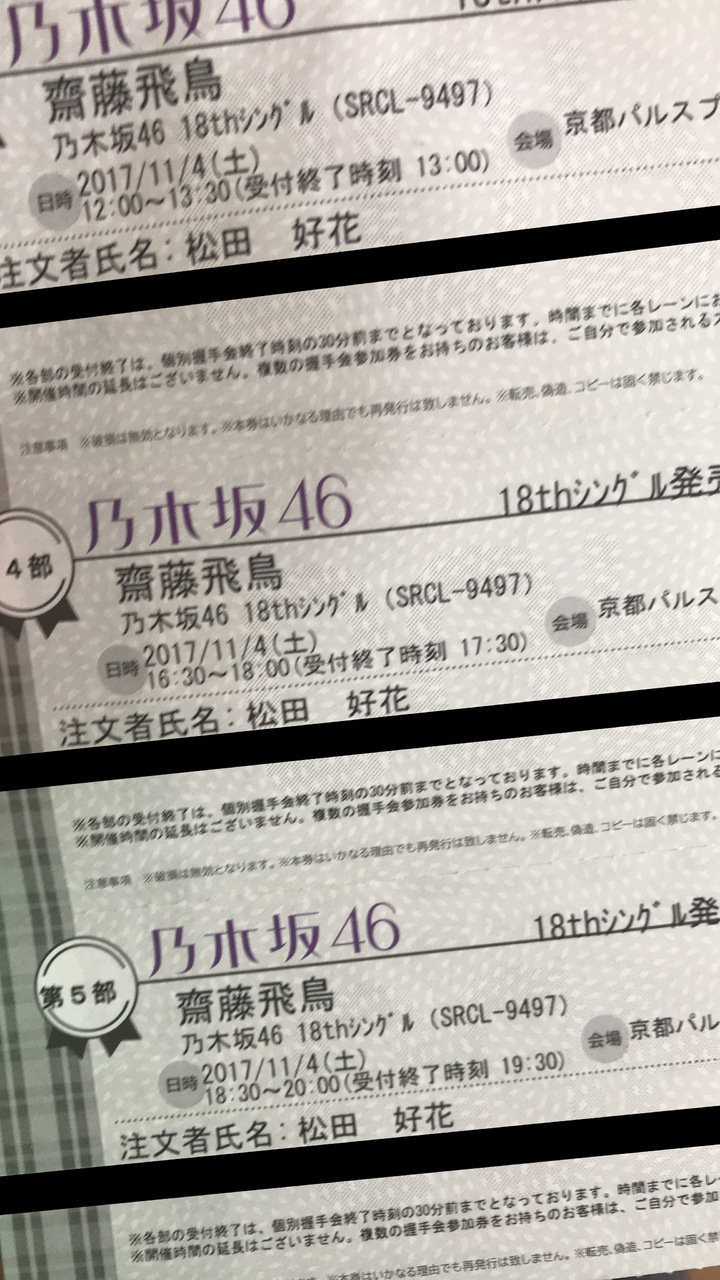 乃木坂46
齋藤飛鳥
乃木坂46 18thｼﾝｸﾞﾙ (SRCL-9497)
日時 2017/11/4(土)
12:00～13:30(受付終了時刻 13:00)
会場 京都パルスプ
注文者氏名：松田 好花
※各部の受付終了は、個別握手会終了時刻の30分前までとなっております。時間までに各レーンにお
※開催時間の延長はございません。複数の握手会参加券をお持ちのお客様は、ご自分で参加される
注意事項 ※破損は無効となります。※本券はいかなる理由でも再発行は致しません。※転売、偽造、コピーは固く禁じます。
乃木坂46
18thｼﾝｸﾞﾙ発売
4部
齋藤飛鳥
乃木坂46 18thｼﾝｸﾞﾙ (SRCL-9497)
日時 2017/11/4(土)
16:30～18:00(受付終了時刻 17:30)
会場 京都パルス
注文者氏名：松田 好花
※各部の受付終了は、個別握手会終了時刻の30分前までとなっております。時間までに各レーンに
※開催時間の延長はございません。複数の握手会参加券をお持ちのお客様は、ご自分で参加される
注意事項 ※破損は無効となります。※本券はいかなる理由でも再発行は致しません。※転売、偽造、コピーは固く禁じます。
乃木坂46
18thｼﾝｸﾞﾙ発
第5部
齋藤飛鳥
乃木坂46 18thｼﾝｸﾞﾙ (SRCL-9497)
日時 2017/11/4(土)
18:30～20:00(受付終了時刻 19:30)
会場 京都パル
注文者氏名：松田 好花
※各部の受付終了は、個別握手会終了時刻の30分前までとなっております。時間までに各レ
※開催時間の延長はございません。複数の握手会参加券をお持ちのお客様は、ご自分で参加
※本券はいかなる理由でも再発行は致しません。※転売、偽造、コピーは固く禁